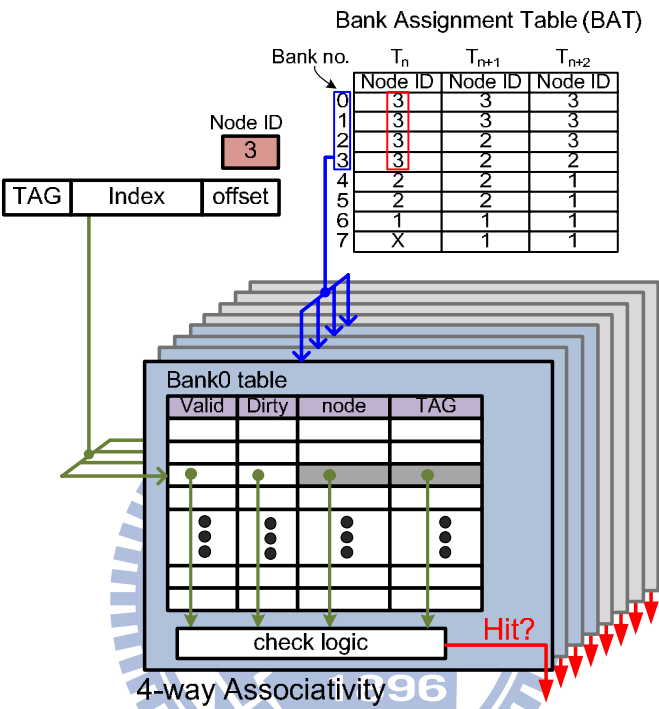 Bank Assignment Table (BAT)
Bank no. Tn Tn+1 Tn+2
Node ID Node ID Node ID
0 3 3 3
1 3 3 3
2 3 2 3
3 3 2 2
4 2 2 1
5 2 2 1
6 1 1 1
7 X 1 1
Node ID
3
TAG Index offset
Bank0 table
Valid Dirty node TAG
check logic
Hit?
4-way Associativity
1896